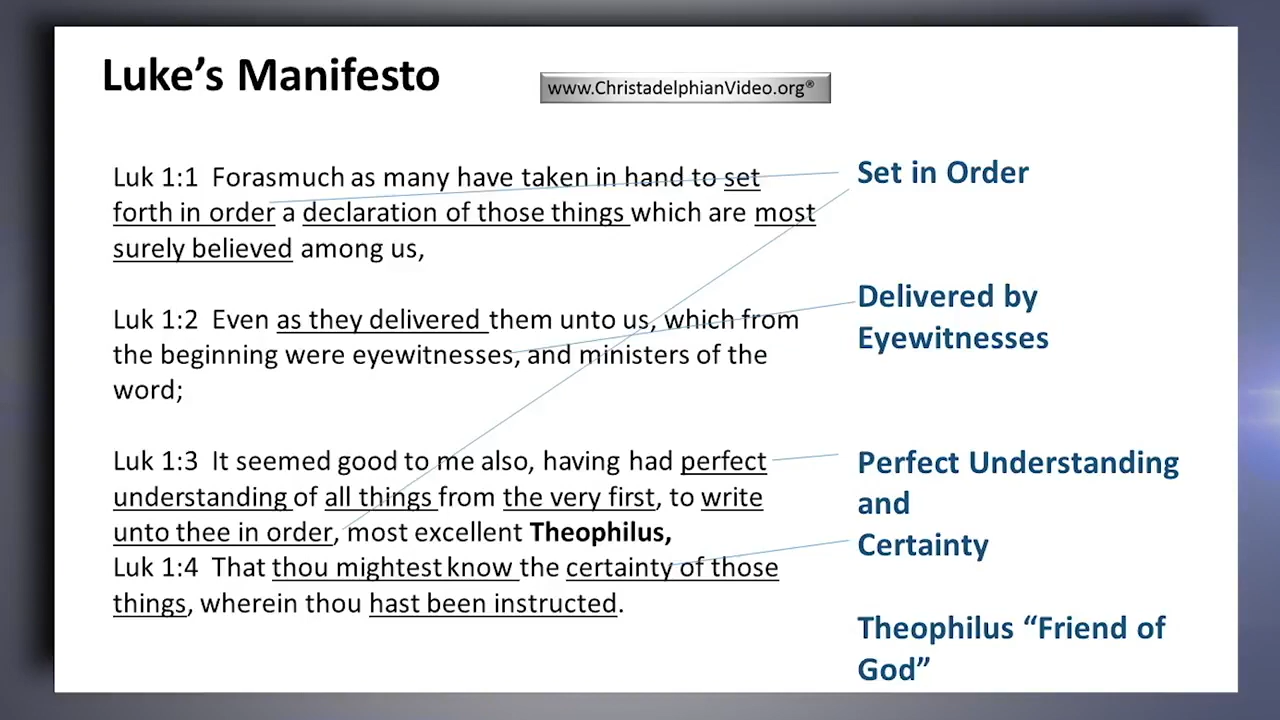 Luke’s Manifesto
www.ChristadelphianVideo.org®
Luk 1:1 Forasmuch as many have taken in hand to set
forth in order a declaration of those things which are most
surely believed among us,
Luk 1:2 Even as they delivered them unto us, which from
the beginning were eyewitnesses, and ministers of the
word;
Luk 1:3 It seemed good to me also, having had perfect
understanding of all things from the very first, to write
unto thee in order, most excellent Theophilus,
Luk 1:4 That thou mightest know the certainty of those
things, wherein thou hast been instructed.
Set in Order
Delivered by
Eyewitnesses
Perfect Understanding
and
Certainty
Theophilus “Friend of
God”